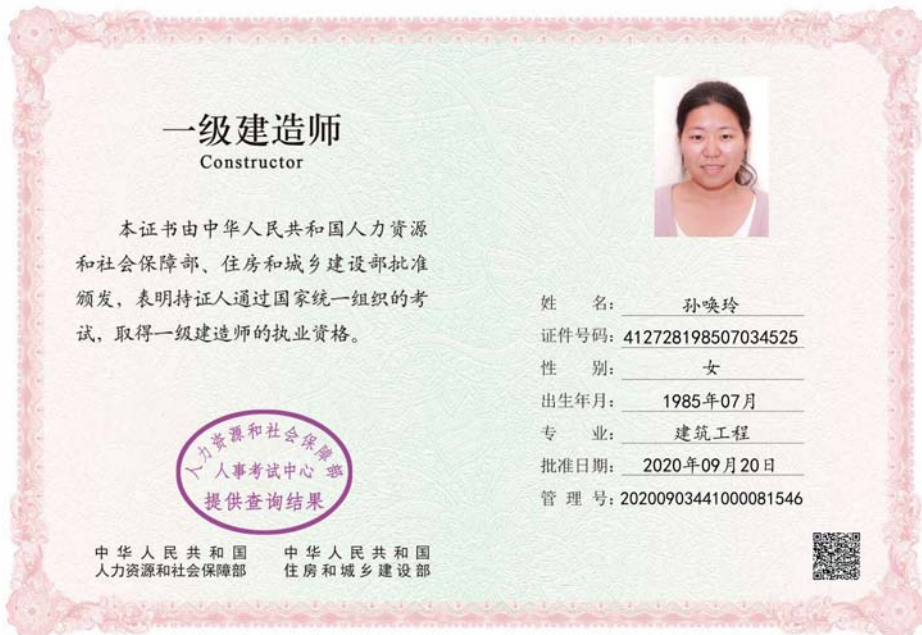 一级建造师
Constructor
本证书由中华人民共和国人力资源
和社会保障部、住房和城乡建设部批准
颁发，表明持证人通过国家统一组织的考
试，取得一级建造师的执业资格。
人力资源和社会保障部
人事考试中心
提供查询结果
中华人民共和国
人力资源和社会保障部
中华人民共和国
住房和城乡建设部
姓名：孙唤玲
证件号码：412728198507034525
性别：女
出生年月：1985年07月
专业：建筑工程
批准日期：2020年09月20日
管理号：20200903441000081546